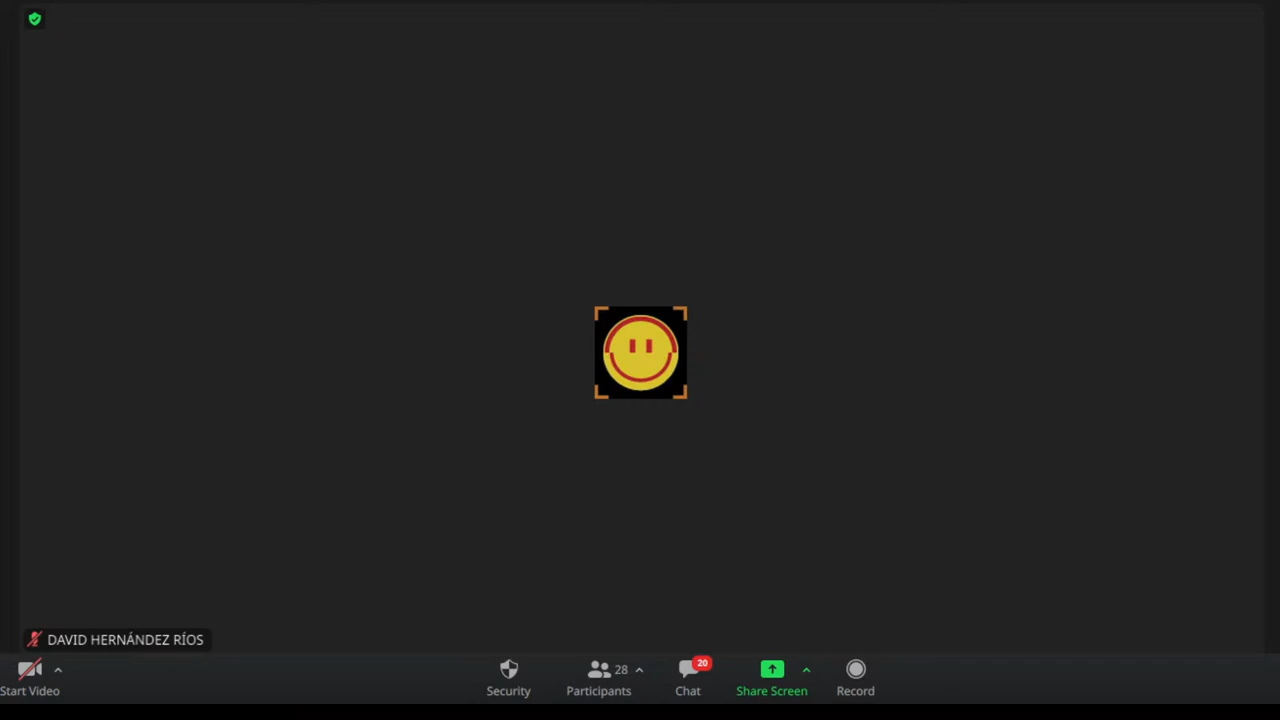 DAVID HERNÁNDEZ RÍOS
Start Video
Security
28
Participants
20
Chat
Share Screen
Record